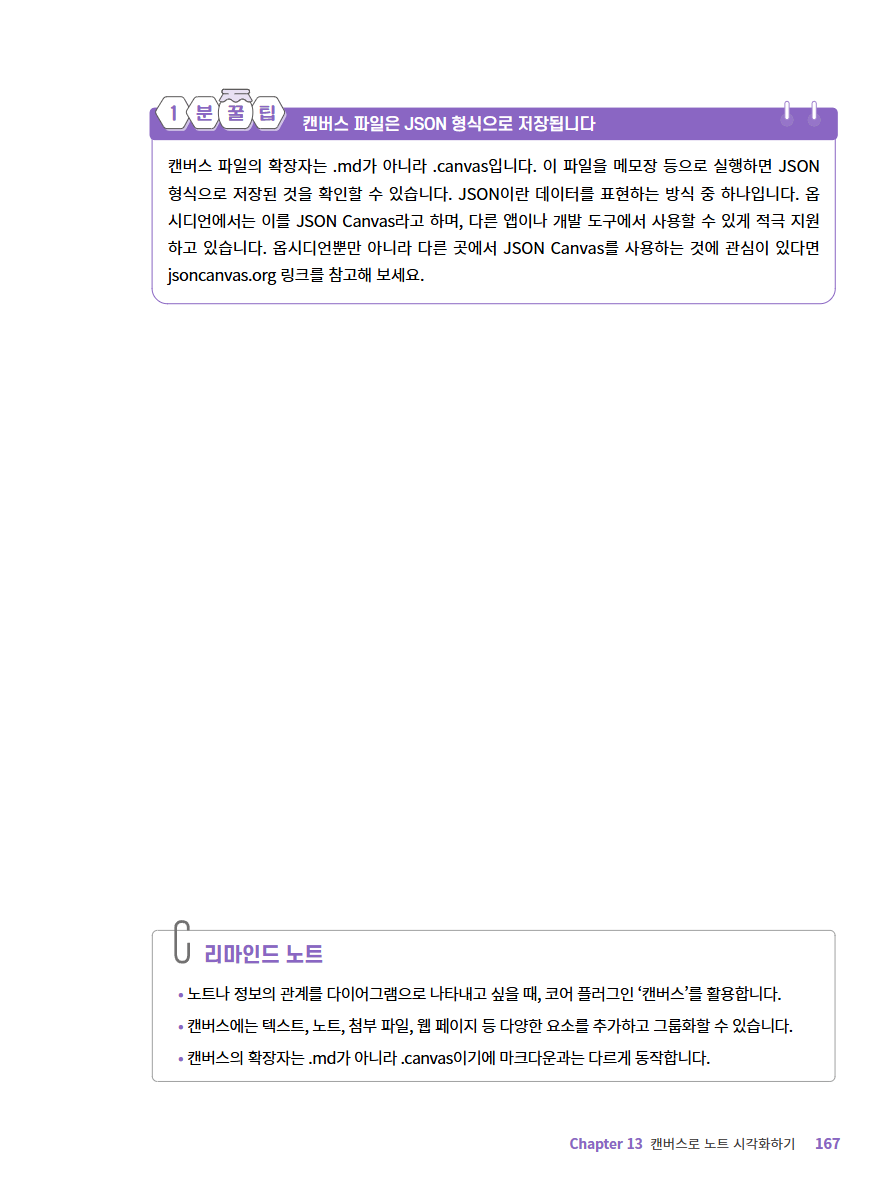 1분꿀팁 캔버스 파일은 JSON 형식으로 저장됩니다
캔버스 파일의 확장자는 .md가 아니라 .canvas입니다. 이 파일을 메모장 등으로 실행하면 JSON
형식으로 저장된 것을 확인할 수 있습니다. JSON이란 데이터를 표현하는 방식 중 하나입니다. 옵
시디언에서는 이를 JSON Canvas라고 하며, 다른 앱이나 개발 도구에서 사용할 수 있게 적극 지원
하고 있습니다. 옵시디언뿐만 아니라 다른 곳에서 JSON Canvas를 사용하는 것에 관심이 있다면
jsoncanvas.org 링크를 참고해 보세요.
리마인드 노트
• 노트나 정보의 관계를 다이어그램으로 나타내고 싶을 때, 코어 플러그인 ‘캔버스’를 활용합니다.
• 캔버스에는 텍스트, 노트, 첨부 파일, 웹 페이지 등 다양한 요소를 추가하고 그룹화할 수 있습니다.
• 캔버스의 확장자는 .md가 아니라 .canvas이기에 마크다운과는 다르게 동작합니다.
Chapter 13 캔버스로 노트 시각화하기 167